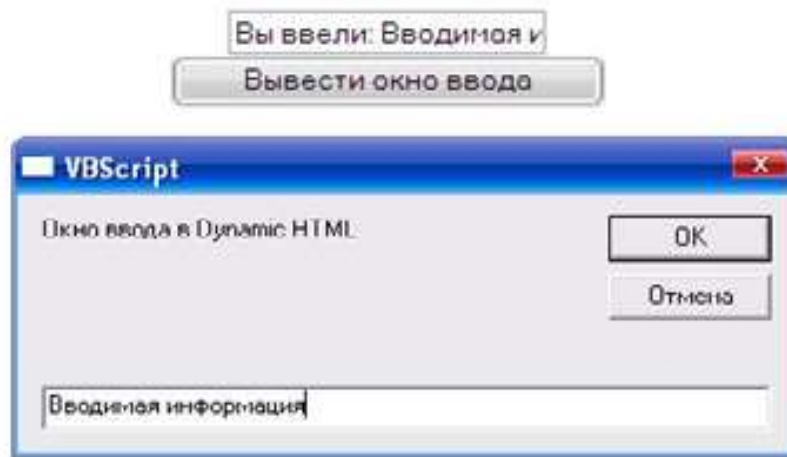 Вы ввели: Вводимая и
Вывести окно ввода
VBScript
Окно ввода в Dynamic HTML
OK
Отмена
Вводимая информация